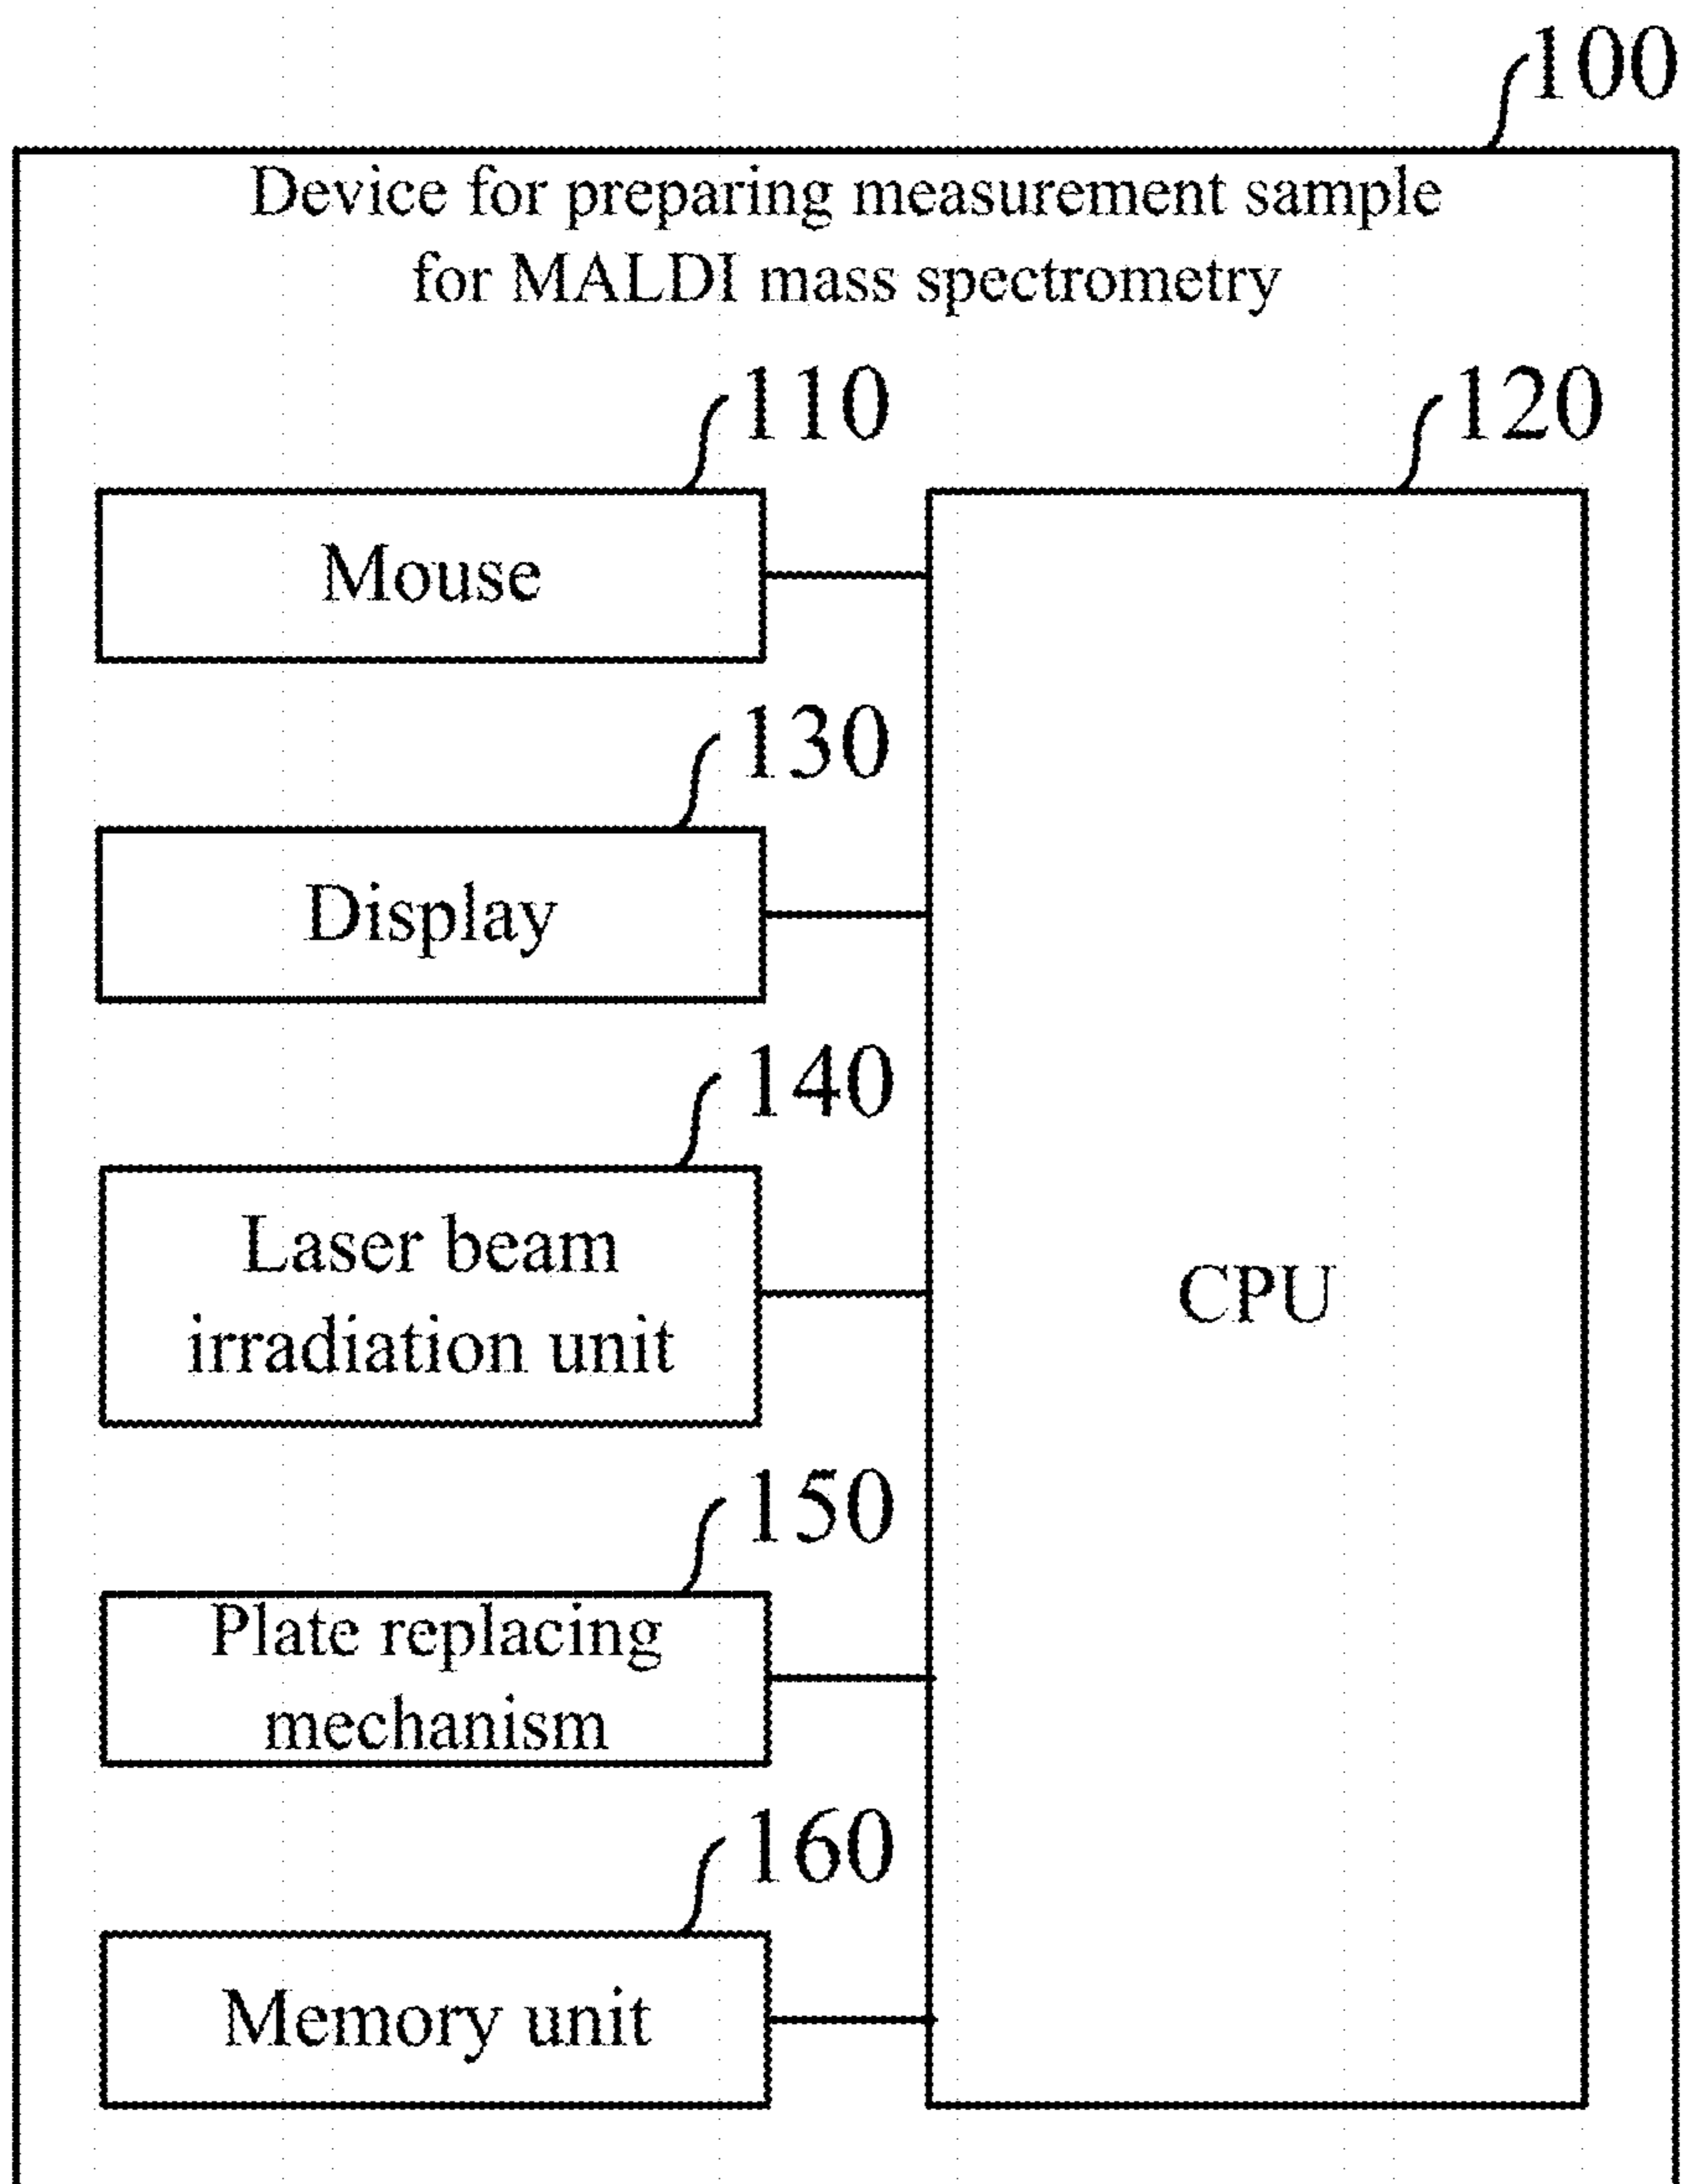 100
Device for preparing measurement sample
for MALDI mass spectrometry
110
120
Mouse
130
Display
140
Laser beam
irradiation unit
CPU
150
Plate replacing
mechanism
160
Memory unit